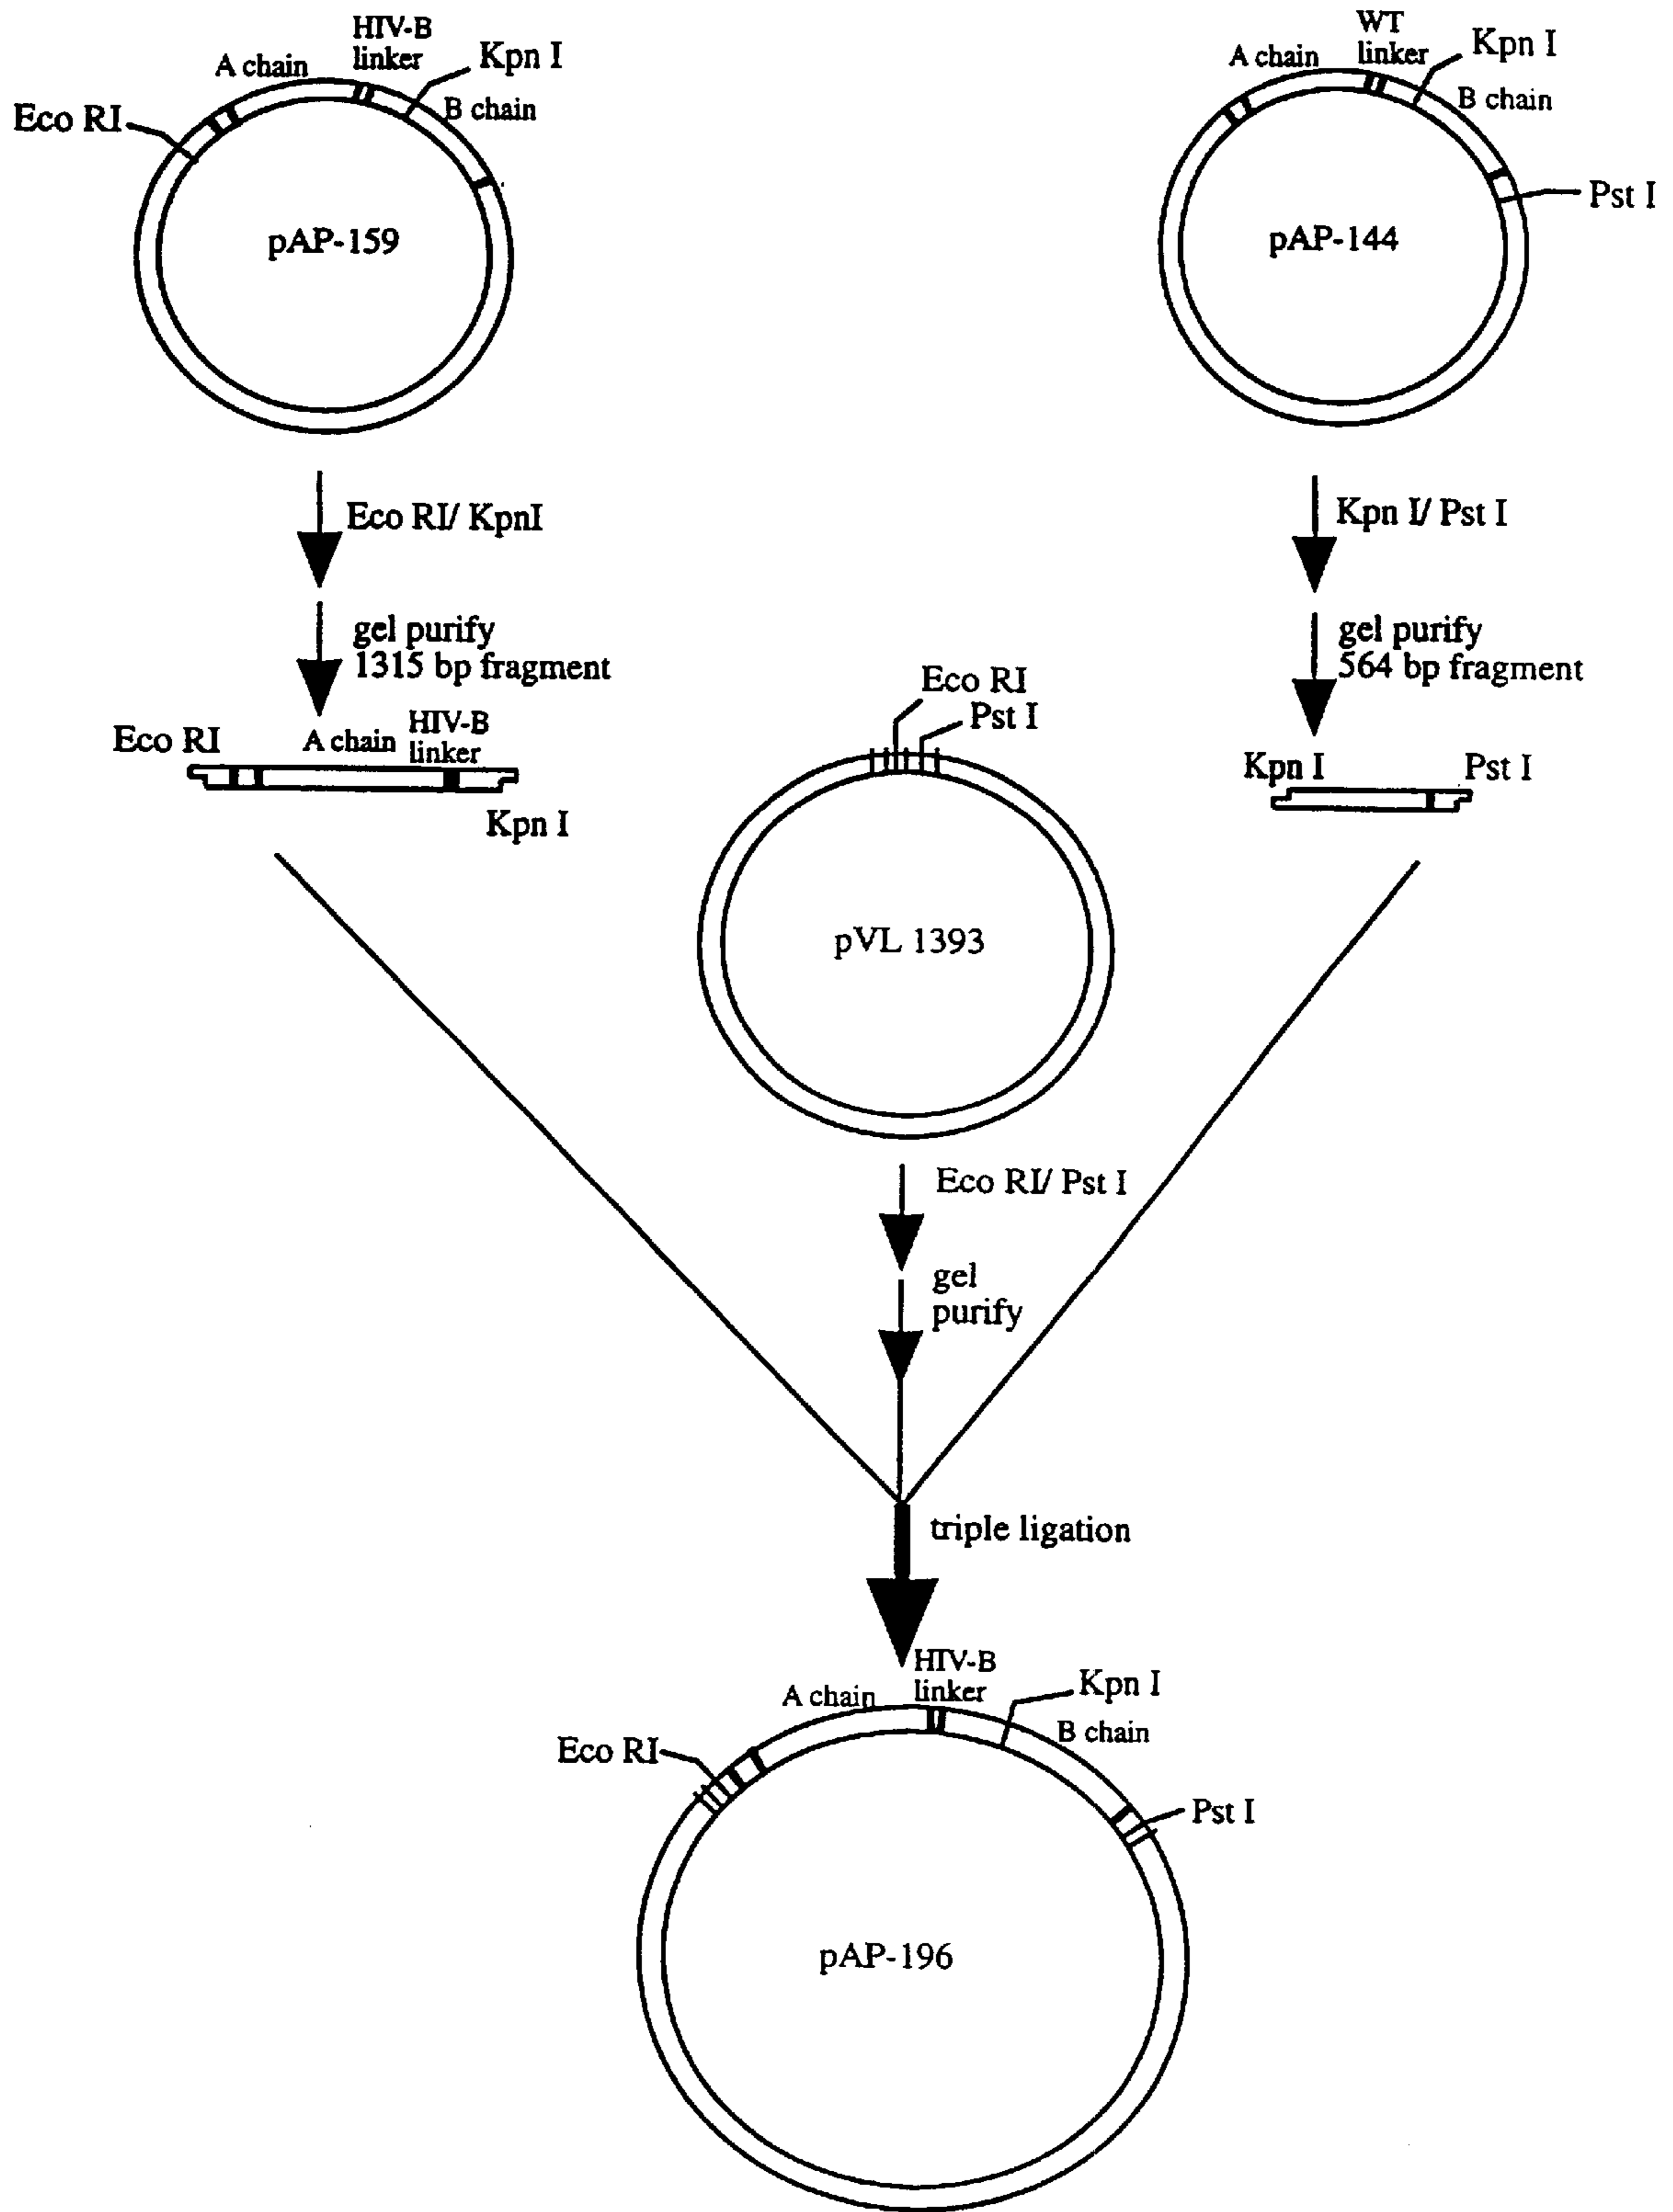 HIV-B
linker
A chain
Kpn I
B chain
Eco RI
pAP-159
WT
linker
A chain
Kpn I
B chain
Pst I
pAP-144
Eco RI/ KpnI
gel purify
1315 bp fragment
Kpn I/ Pst I
gel purify
564 bp fragment
Eco RI
A chain
HIV-B
linker
Kpn I
Eco RI
Pst I
pVL 1393
Kpn I
Pst I
Eco RI/ Pst I
gel
purify
triple ligation
HIV-B
linker
A chain
Kpn I
B chain
Eco RI
Pst I
pAP-196